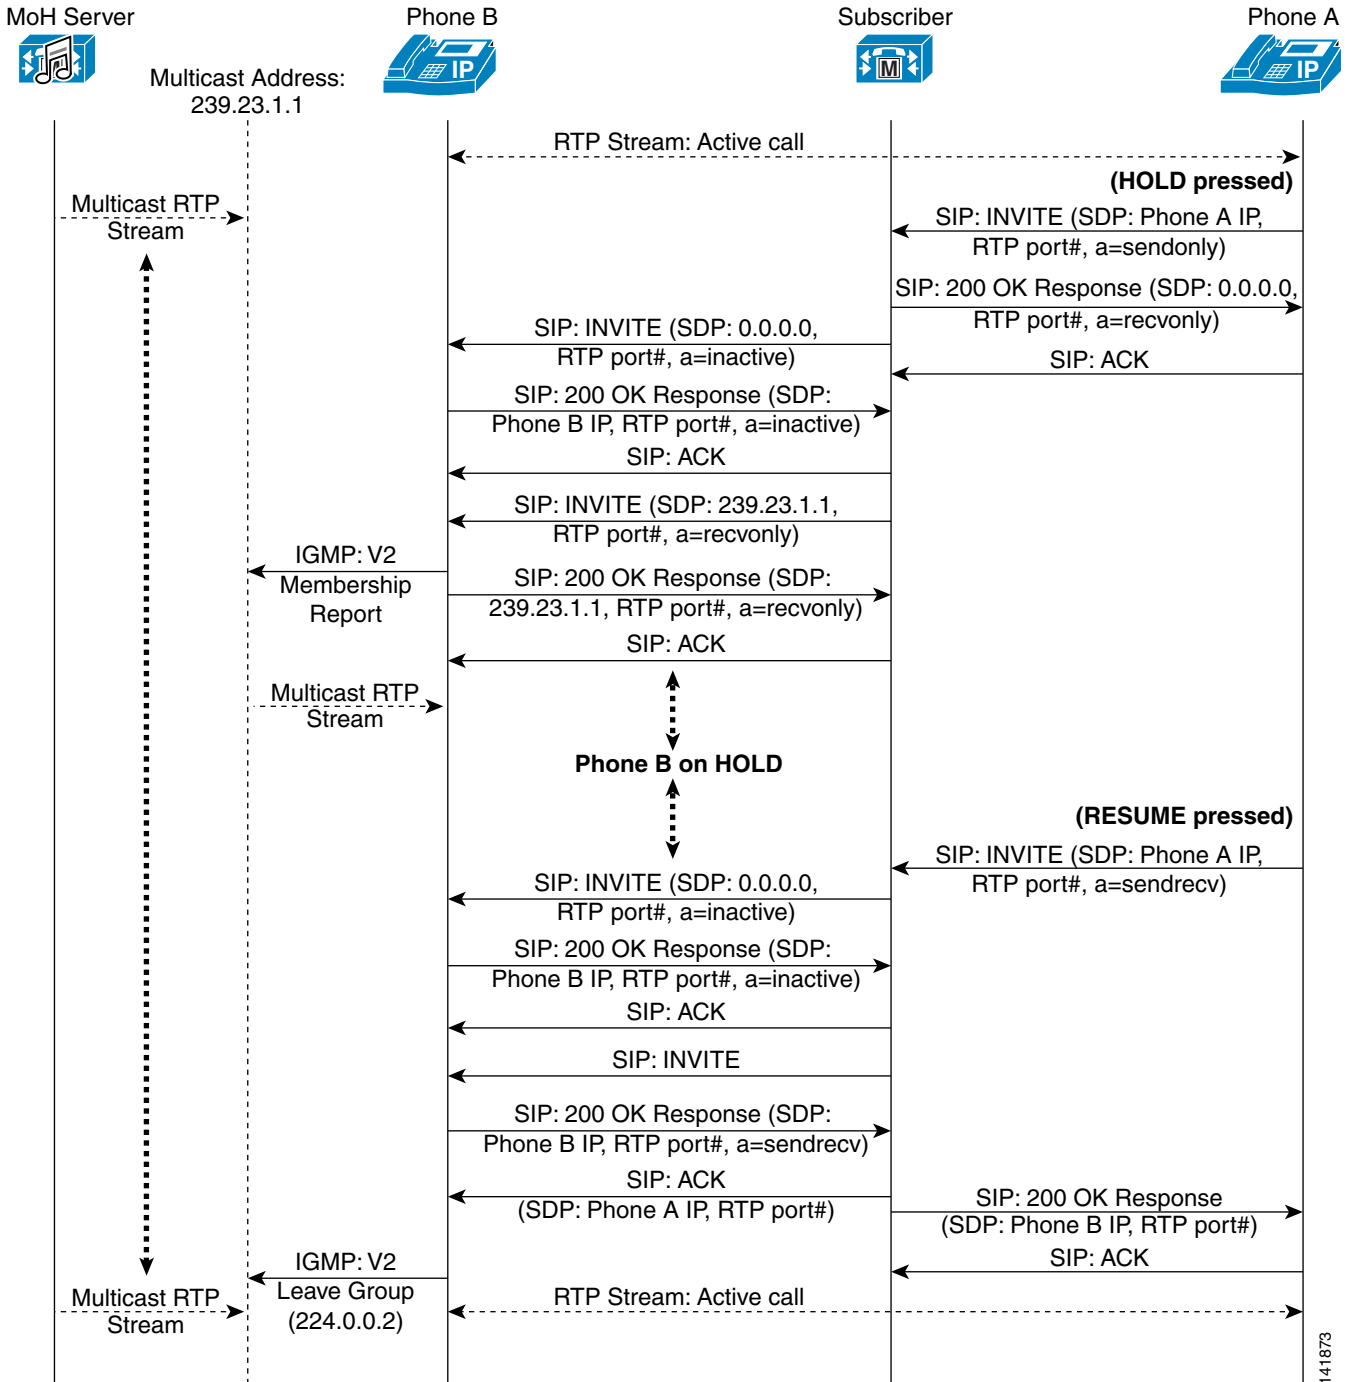 MoH Server
Phone B
Subscriber
Phone A
IP
M
IP
Multicast Address:
239.23.1.1
RTP Stream: Active call
(HOLD pressed)
Multicast RTP
Stream
SIP: INVITE (SDP: Phone A IP,
RTP port#, a=sendonly)
SIP: 200 OK Response (SDP: 0.0.0.0,
RTP port#, a=recvonly)
SIP: INVITE (SDP: 0.0.0.0,
RTP port#, a=inactive)
SIP: ACK
SIP: 200 OK Response (SDP:
Phone B IP, RTP port#, a=inactive)
SIP: ACK
SIP: INVITE (SDP: 239.23.1.1,
RTP port#, a=recvonly)
IGMP: V2
Membership
Report
SIP: 200 OK Response (SDP:
239.23.1.1, RTP port#, a=recvonly)
SIP: ACK
Multicast RTP
Stream
Phone B on HOLD
(RESUME pressed)
SIP: INVITE (SDP: Phone A IP,
RTP port#, a=sendrecv)
SIP: INVITE (SDP: 0.0.0.0,
RTP port#, a=inactive)
SIP: 200 OK Response (SDP:
Phone B IP, RTP port#, a=inactive)
SIP: ACK
SIP: INVITE
SIP: 200 OK Response (SDP:
Phone B IP, RTP port#, a=sendrecv)
SIP: ACK
(SDP: Phone A IP, RTP port#)
SIP: 200 OK Response
(SDP: Phone B IP, RTP port#)
SIP: ACK
IGMP: V2
Leave Group
(224.0.0.2)
Multicast RTP
Stream
RTP Stream: Active call
141873